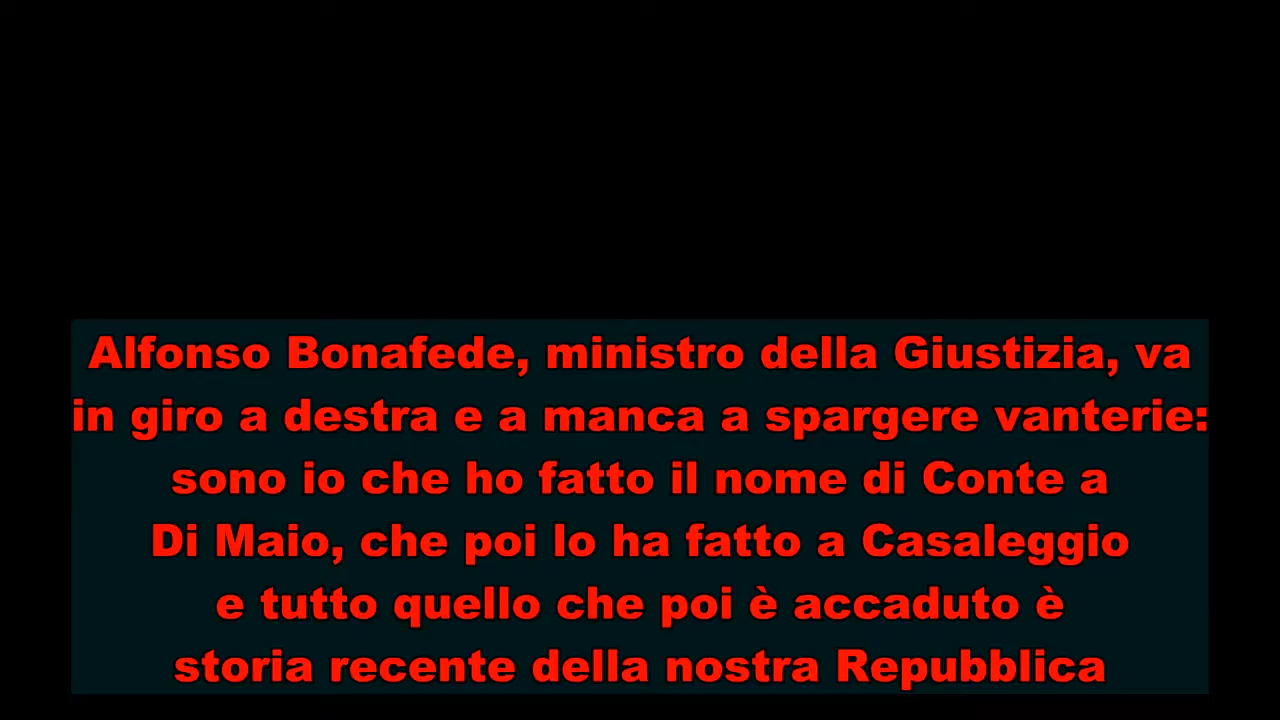 Alfonso Bonafede, ministro della Giustizia, va
in giro a destra e a manca a spargere vanterie:
sono io che ho fatto il nome di Conte a
Di Maio, che poi lo ha fatto a Casaleggio
e tutto quello che poi è accaduto è
storia recente della nostra Repubblica